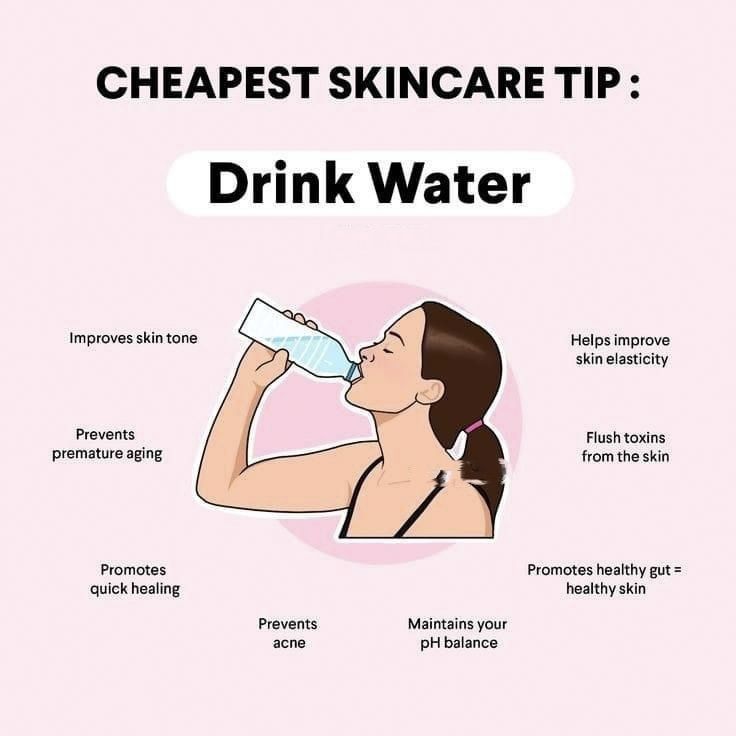 CHEAPEST SKINCARE TIP :
Drink Water
Improves skin tone
Helps improve
skin elasticity
Prevents
premature aging
Flush toxins
from the skin
Promotes
quick healing
Promotes healthy gut =
healthy skin
Prevents
acne
Maintains your
pH balance